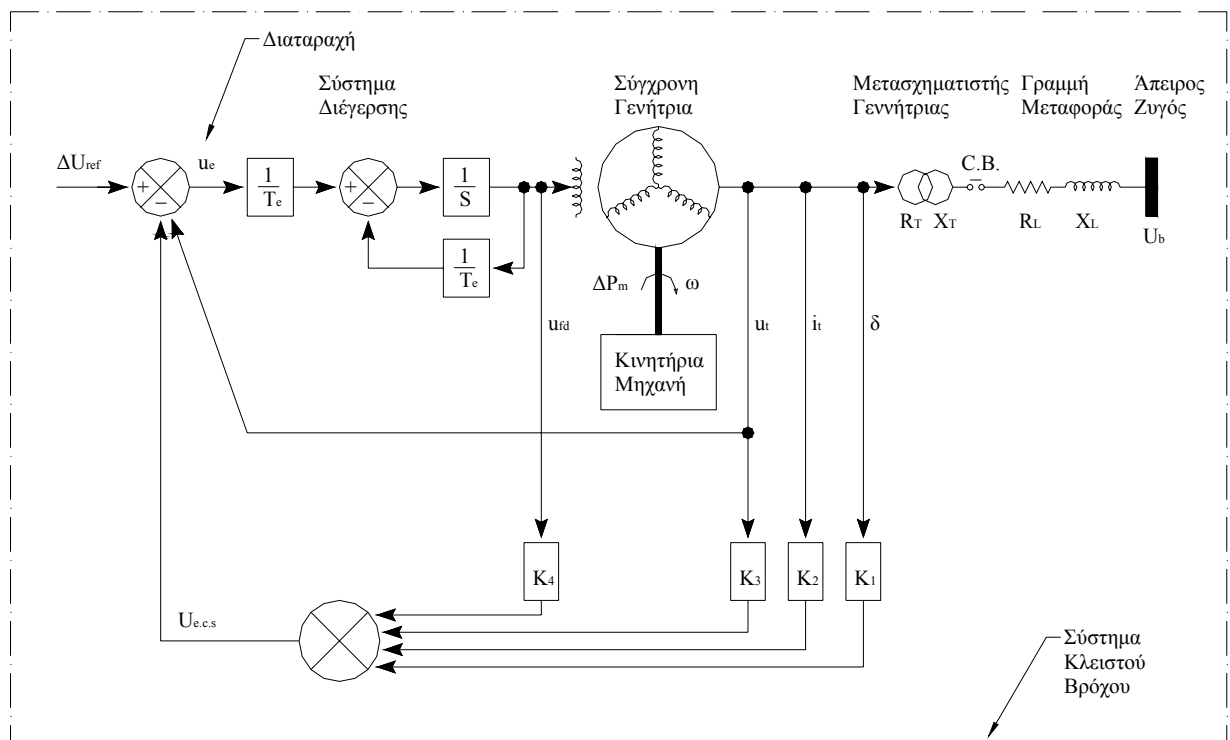 Διαταραχή
Σύστημα
Διέγερσης
Σύγχρονη
Γενήτρια
Μετασχηματιστής
Γεννήτριας
Γραμμή
Μεταφοράς
Άπειρος
Ζυγός
ΔUref
+
−
ue
1
Te
+
−
1
S
1
Te
C.B.
RT
XT
RL
XL
Ub
ΔPm
ω
ufd
ut
it
δ
Κινητήρια
Μηχανή
K4
K3
K2
K1
Ue.c.s
Σύστημα
Κλειστού
Βρόχου